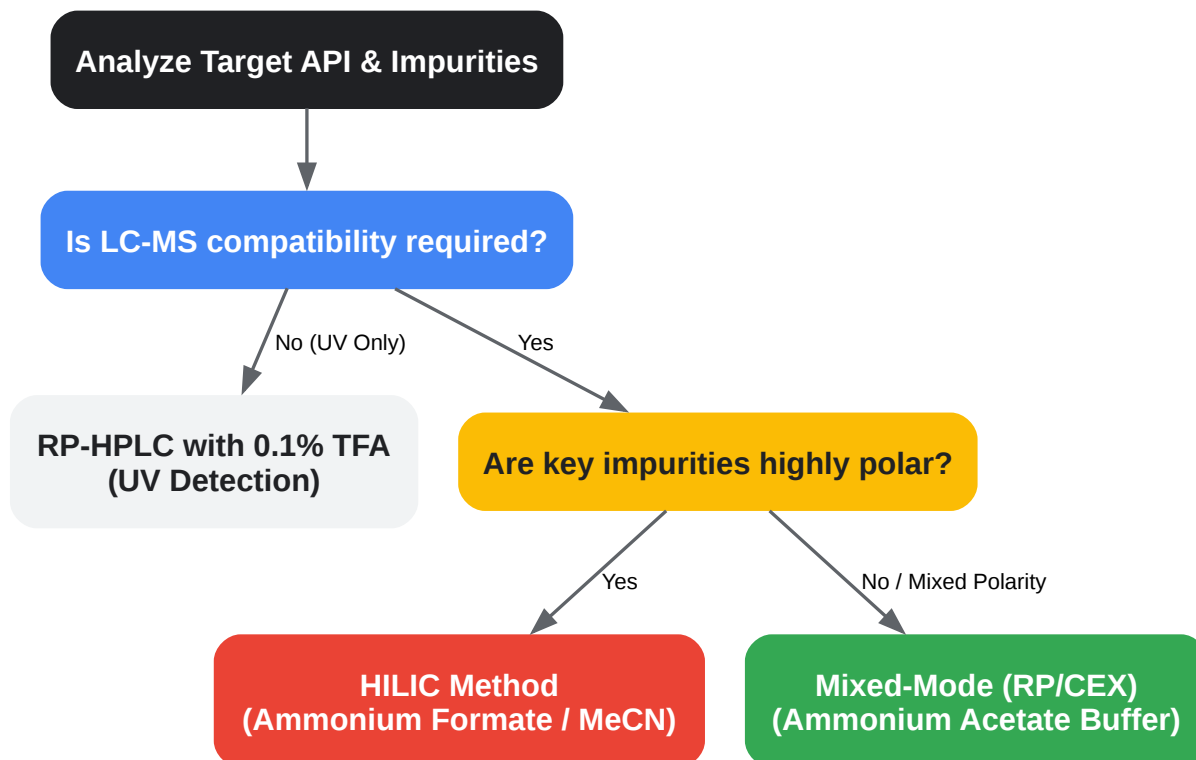 Analyze Target API & Impurities
Is LC-MS compatibility required?
No (UV Only)
Yes
RP-HPLC with 0.1% TFA
(UV Detection)
Are key impurities highly polar?
Yes
No / Mixed Polarity
HILIC Method
(Ammonium Formate / MeCN)
Mixed-Mode (RP/CEX)
(Ammonium Acetate Buffer)